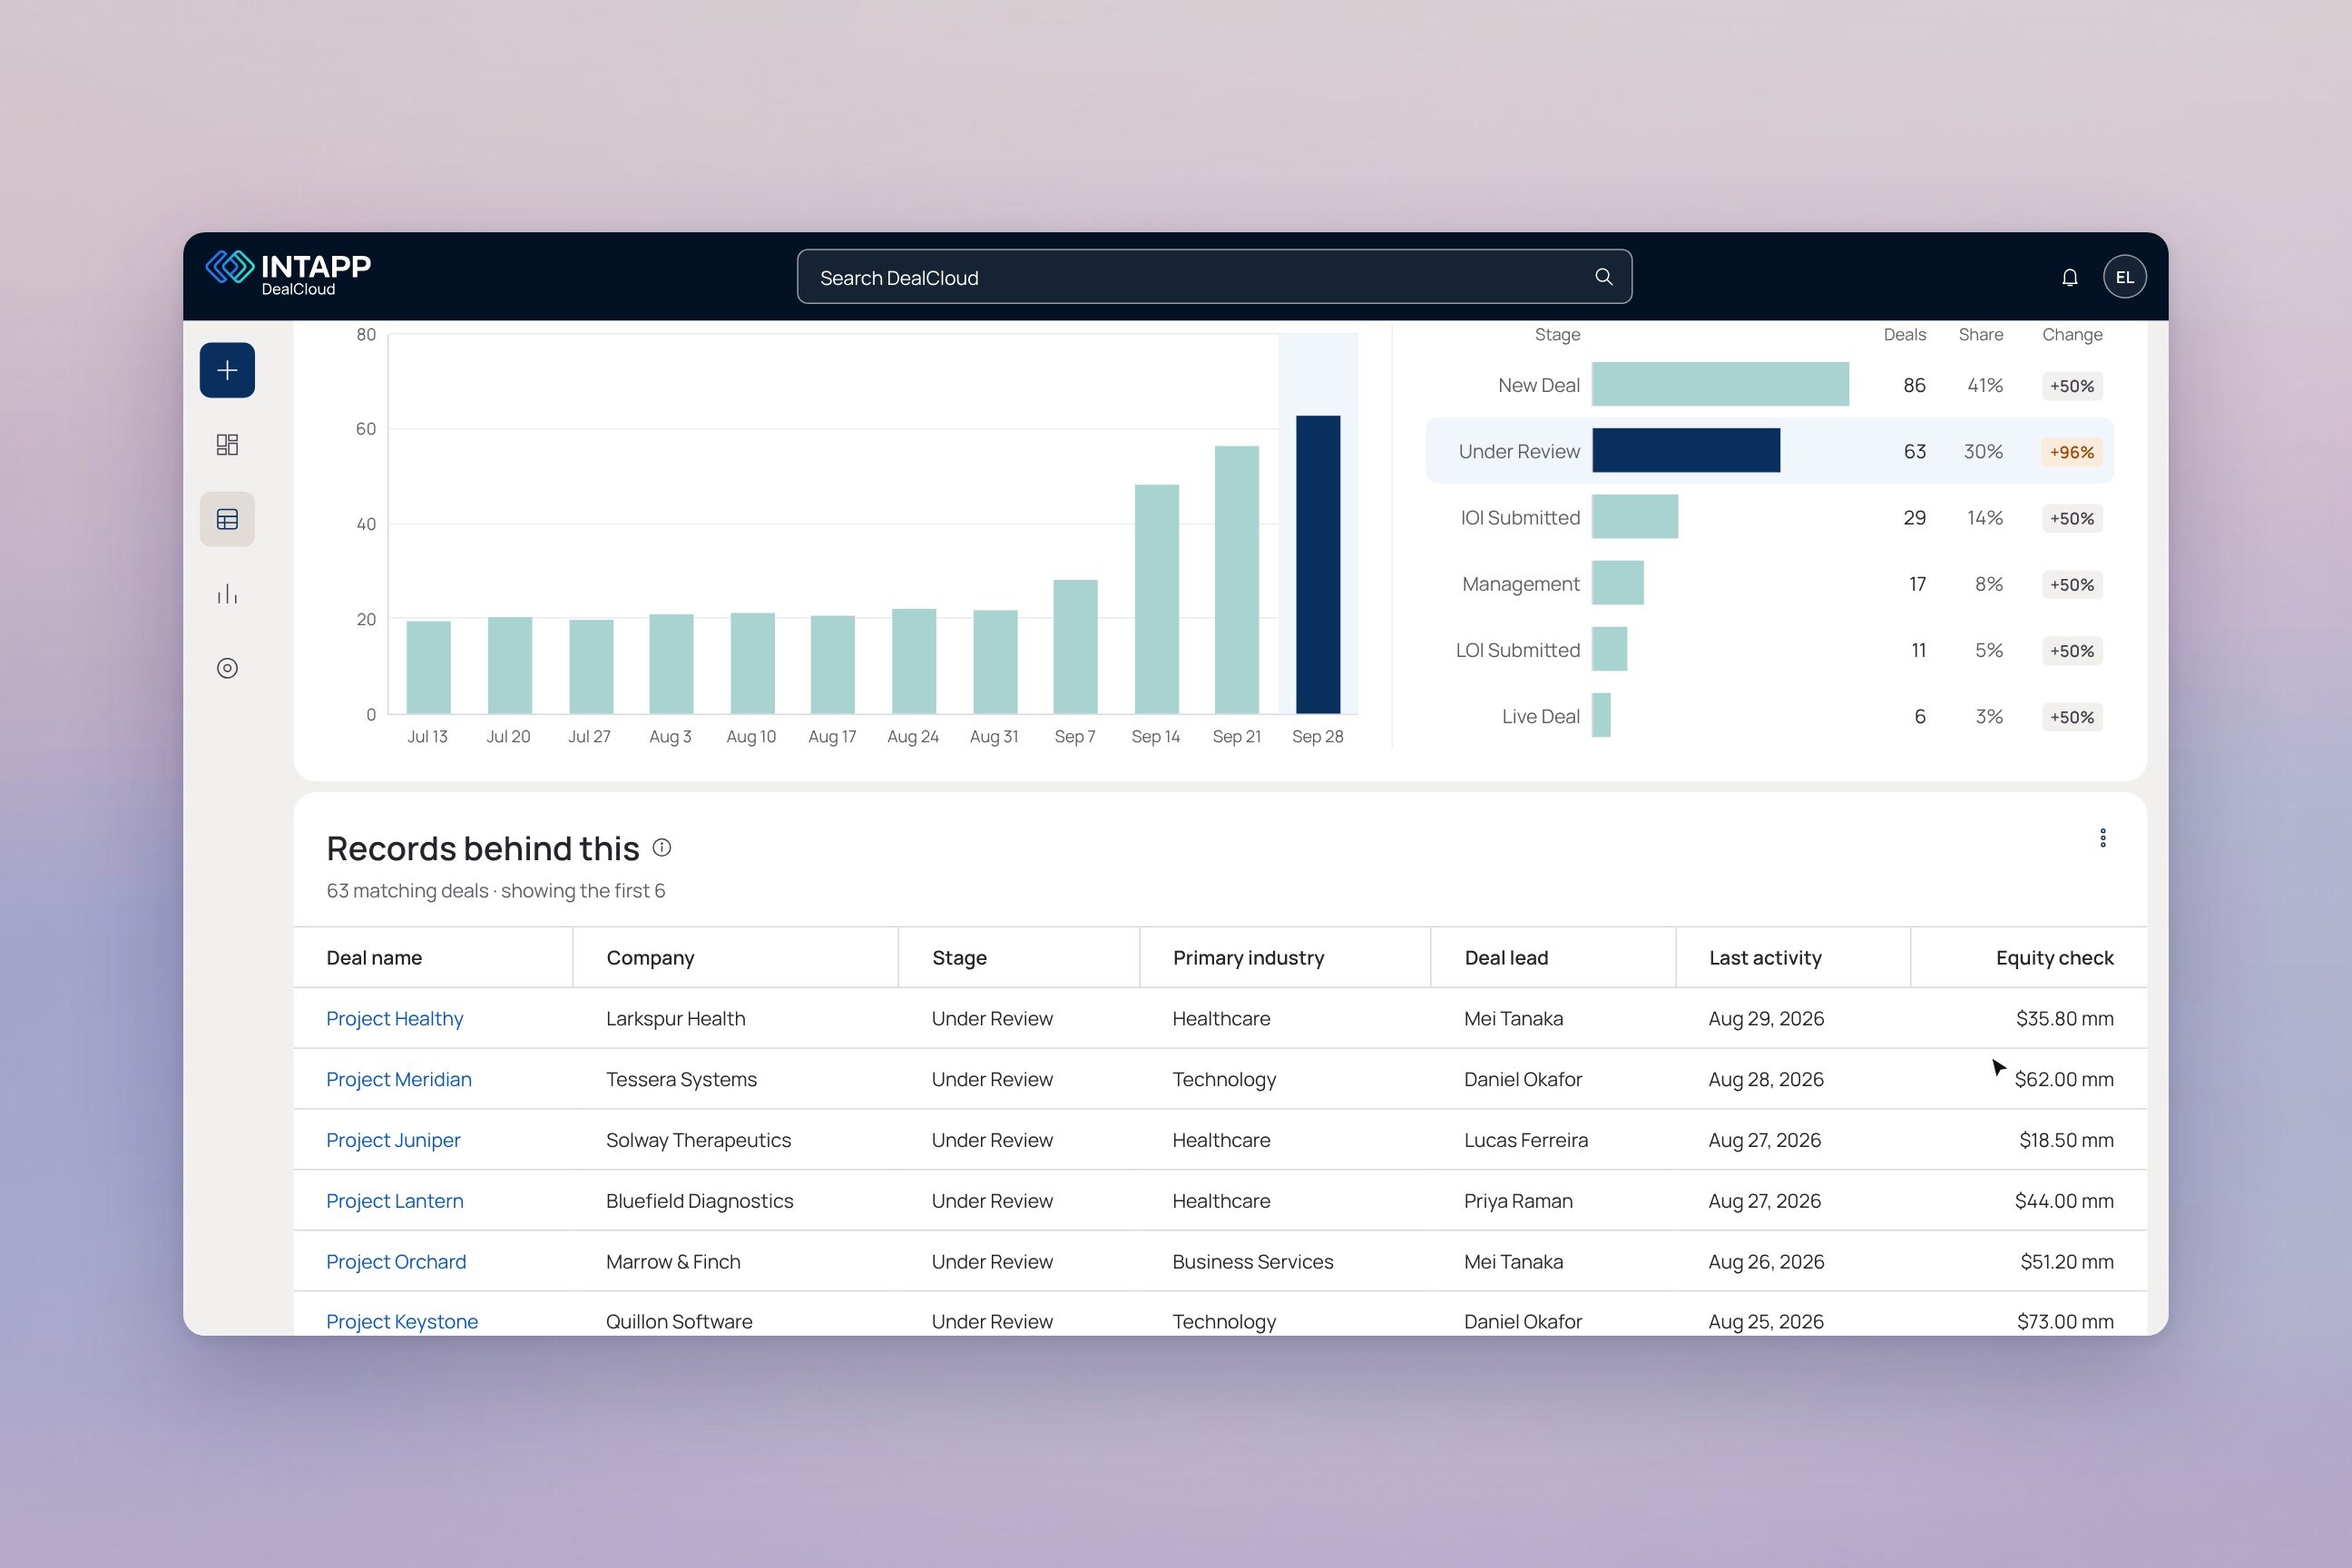 INTAPP
DealCloud
Search DealCloud
EL
80
60
40
20
0
Jul 13 Jul 20 Jul 27 Aug 3 Aug 10 Aug 17 Aug 24 Aug 31 Sep 7 Sep 14 Sep 21 Sep 28
Stage Deals Share Change
New Deal 86 41% +50%
Under Review 63 30% +96%
IOI Submitted 29 14% +50%
Management 17 8% +50%
LOI Submitted 11 5% +50%
Live Deal 6 3% +50%
Records behind this
63 matching deals · showing the first 6
Deal name Company Stage Primary industry Deal lead Last activity Equity check
Project Healthy Larkspur Health Under Review Healthcare Mei Tanaka Aug 29, 2026 $35.80 mm
Project Meridian Tessera Systems Under Review Technology Daniel Okafor Aug 28, 2026 $62.00 mm
Project Juniper Solway Therapeutics Under Review Healthcare Lucas Ferreira Aug 27, 2026 $18.50 mm
Project Lantern Bluefield Diagnostics Under Review Healthcare Priya Raman Aug 27, 2026 $44.00 mm
Project Orchard Marrow & Finch Under Review Business Services Mei Tanaka Aug 26, 2026 $51.20 mm
Project Keystone Quillon Software Under Review Technology Daniel Okafor Aug 25, 2026 $73.00 mm